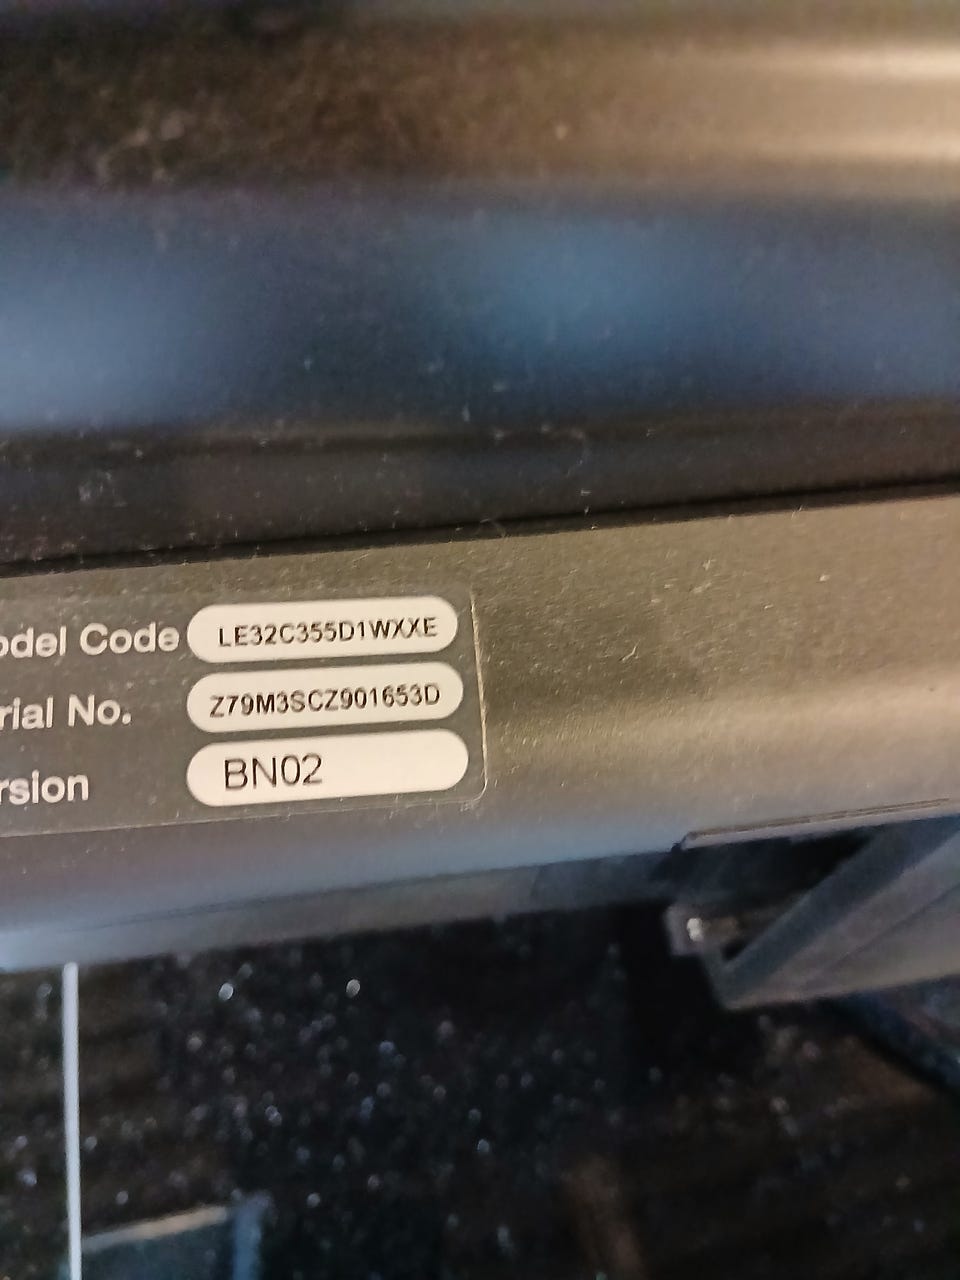 odel Code LE32C355D1WXXE
rial No. Z79M3SCZ901653D
rsion BN02